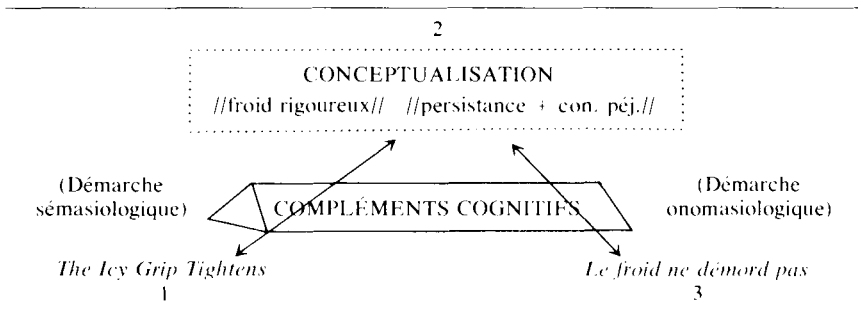 2
CONCEPTUALISATION
//froid rigoureux// //persistance + con. péj.//
(Démarche sémasiologique)
COMPLÉMENTS COGNITIFS
(Démarche onomasiologique)
The Icy Grip Tightens
1
Le froid ne démord pas
3